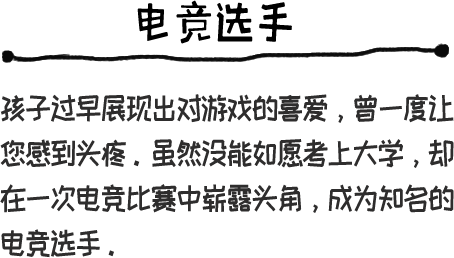 电竞选手
孩子过早展现出对游戏的喜爱，曾一度让
您感到头疼．虽然没能如愿考上大学，却
在一次电竞比赛中崭露头角，成为知名的
电竞选手．